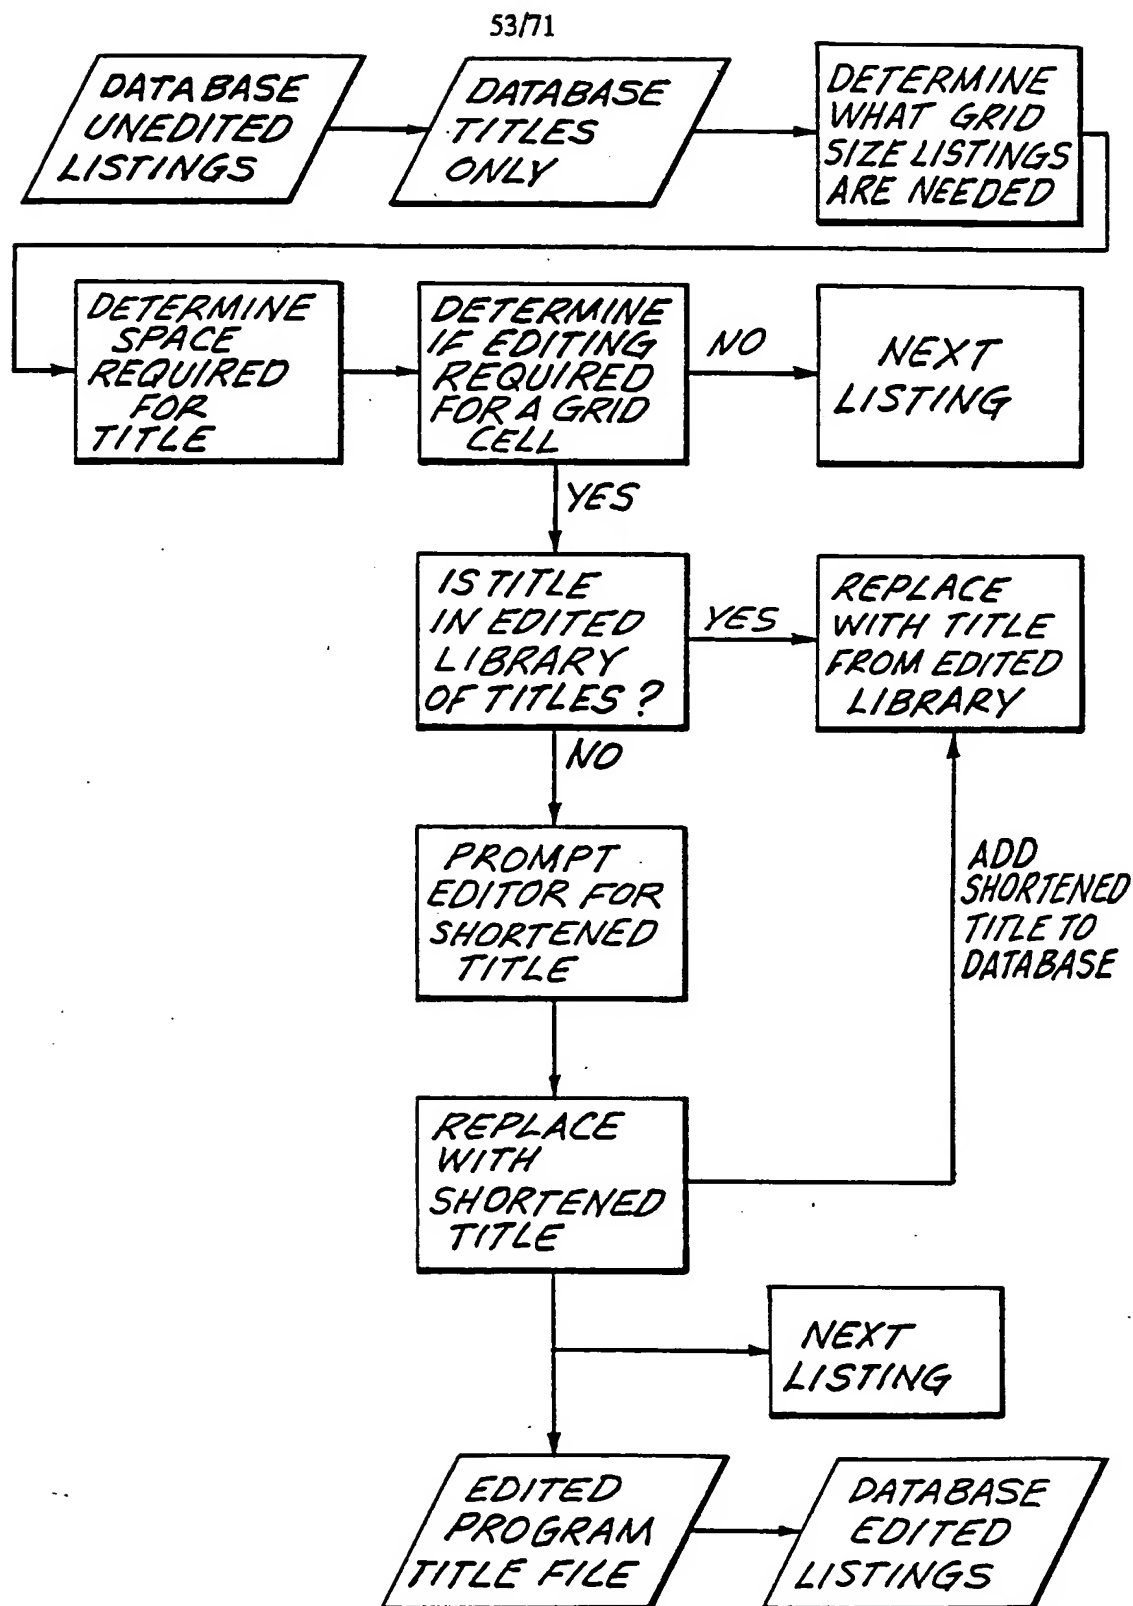 53/71
DATABASE
UNEDITED
LISTINGS
DATABASE
TITLES
ONLY
DETERMINE
WHAT GRID
SIZE LISTINGS
ARE NEEDED
DETERMINE
SPACE
REQUIRED
FOR
TITLE
DETERMINE
IF EDITING
REQUIRED
FOR A GRID
CELL
NO
NEXT
LISTING
YES
IS TITLE
IN EDITED
LIBRARY
OF TITLES?
YES
REPLACE
WITH TITLE
FROM EDITED
LIBRARY
NO
PROMPT
EDITOR FOR
SHORTENED
TITLE
ADD
SHORTENED
TITLE TO
DATABASE
REPLACE
WITH
SHORTENED
TITLE
NEXT
LISTING
EDITED
PROGRAM
TITLE FILE
DATABASE
EDITED
LISTINGS